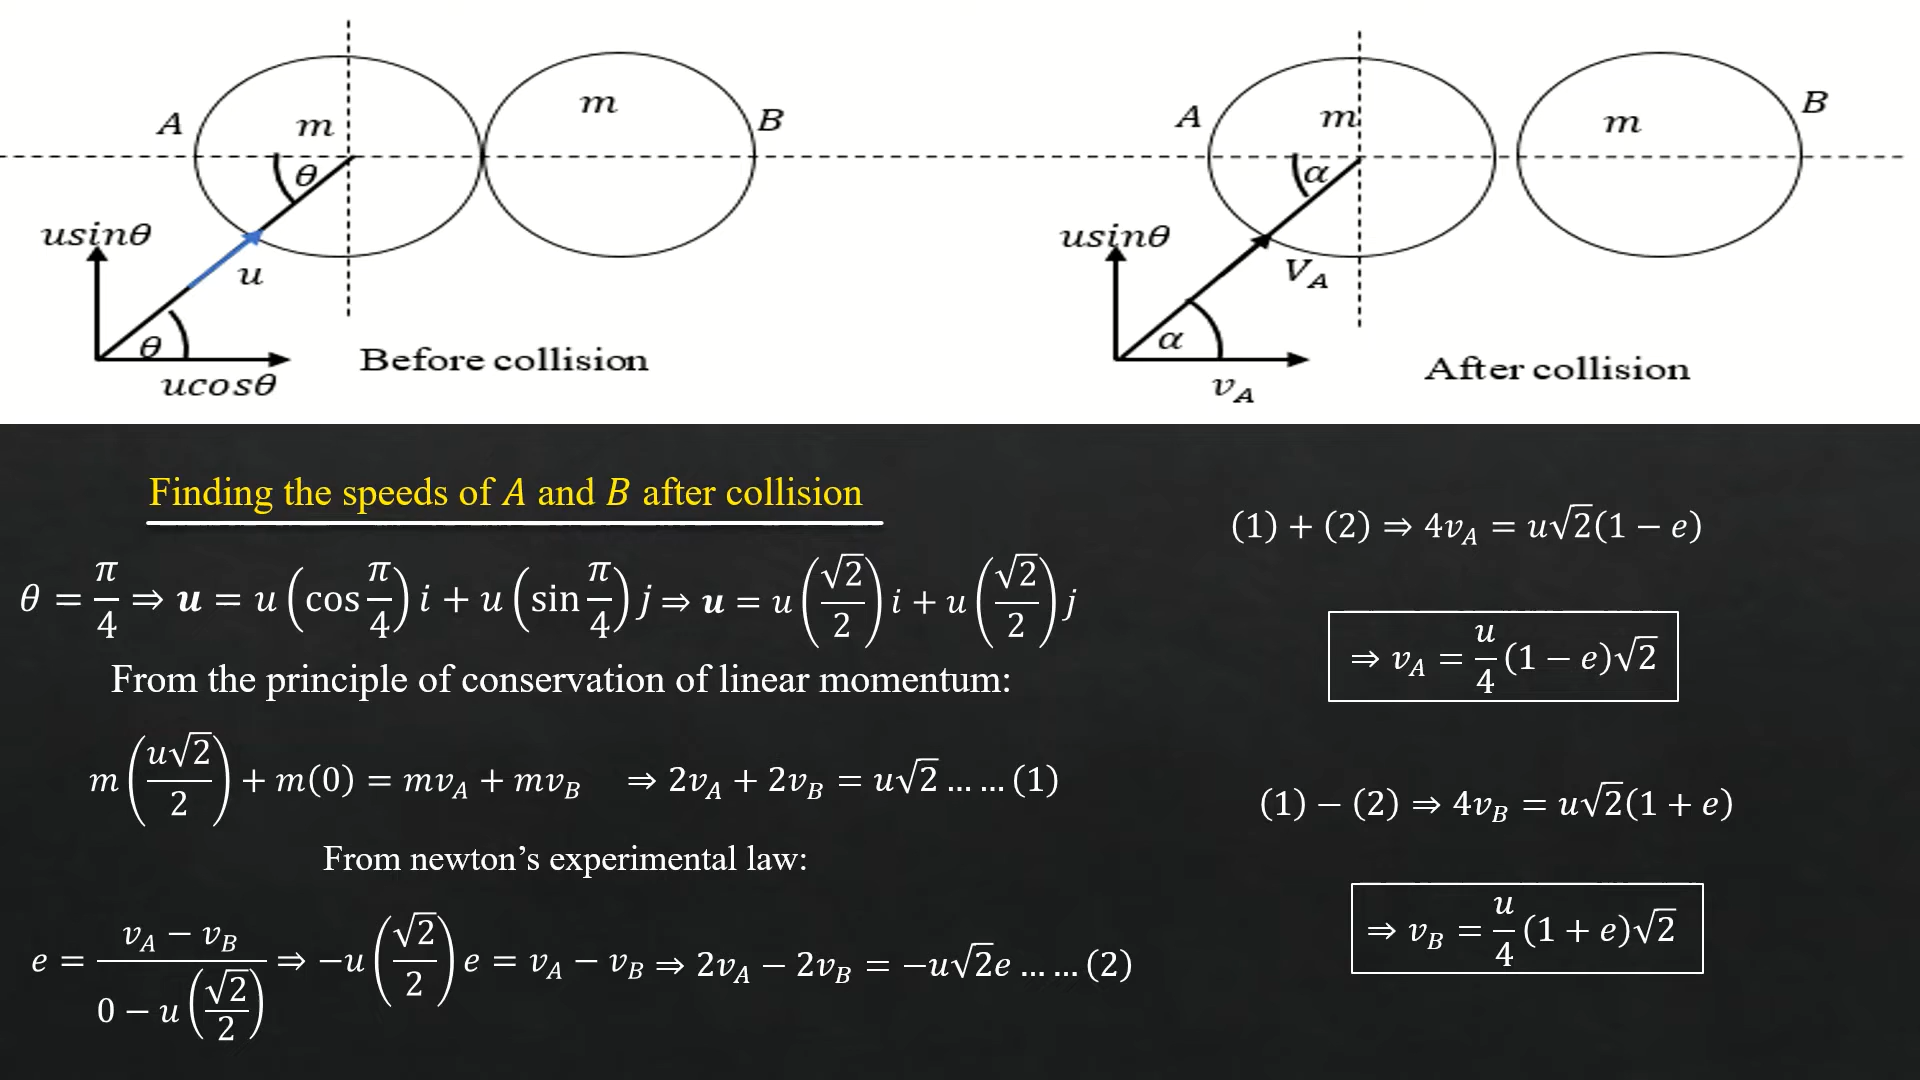 A m m B
θ
usinθ
u
θ
ucosθ
Before collision
A m m B
α
usinθ
V_A
α
v_A
After collision
Finding the speeds of A and B after collision
θ = π/4 ⇒ u = u(cos π/4)i + u(sin π/4)j ⇒ u = u(√2/2)i + u(√2/2)j
From the principle of conservation of linear momentum:
m(u√2/2) + m(0) = mv_A + mv_B ⇒ 2v_A + 2v_B = u√2 … … (1)
From newton’s experimental law:
e = (v_A − v_B)/(0 − u(√2/2)) ⇒ −u(√2/2)e = v_A − v_B ⇒ 2v_A − 2v_B = −u√2e … … (2)
(1) + (2) ⇒ 4v_A = u√2(1 − e)
⇒ v_A = u/4 (1 − e)√2
(1) − (2) ⇒ 4v_B = u√2(1 + e)
⇒ v_B = u/4 (1 + e)√2